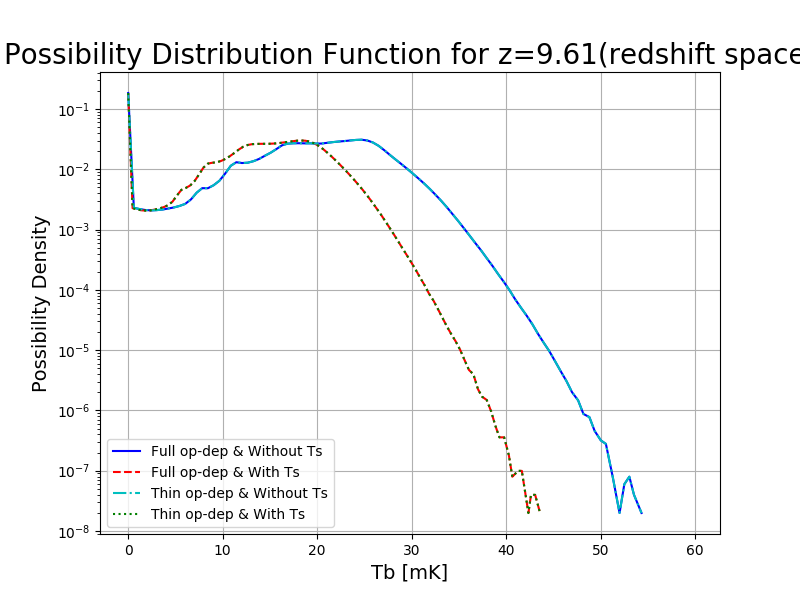 Possibility Distribution Function for z=9.61(redshift space
Possibility Density
10⁻¹
10⁻²
10⁻³
10⁻⁴
10⁻⁵
10⁻⁶
10⁻⁷
10⁻⁸
Full op-dep & Without Ts
Full op-dep & With Ts
Thin op-dep & Without Ts
Thin op-dep & With Ts
0 10 20 30 40 50 60
Tb [mK]